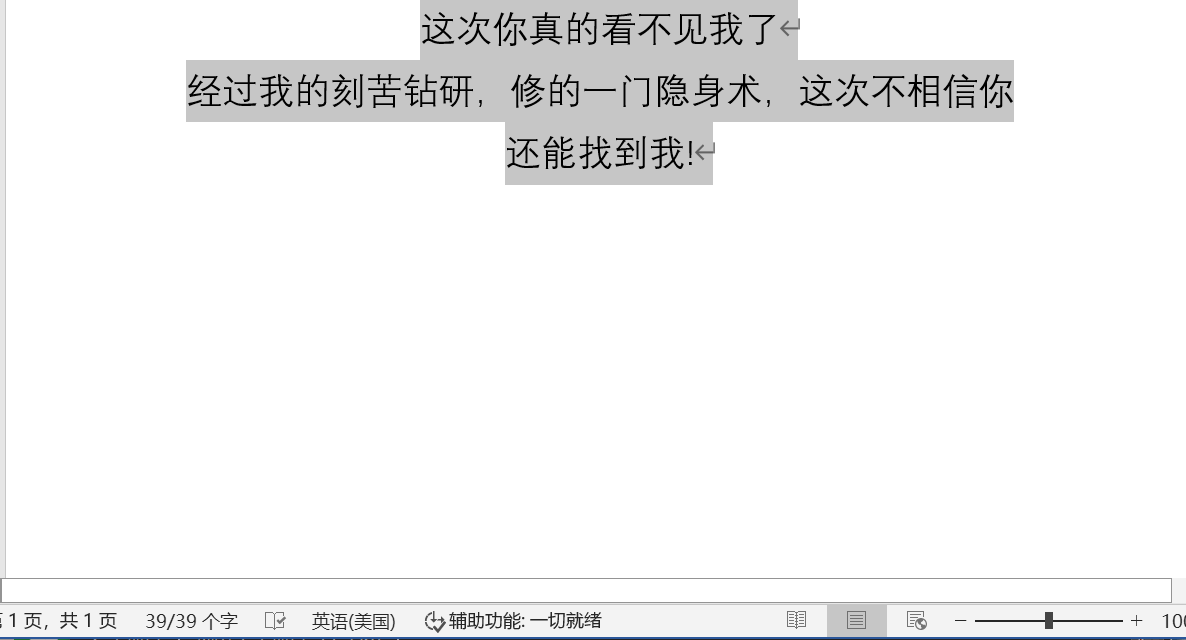 这次你真的看不见我了↵
经过我的刻苦钻研，修的一门隐身术，这次不相信你
还能找到我!↵
1 页，共 1 页 39/39 个字 英语(美国) 辅助功能: 一切就绪 − + 100